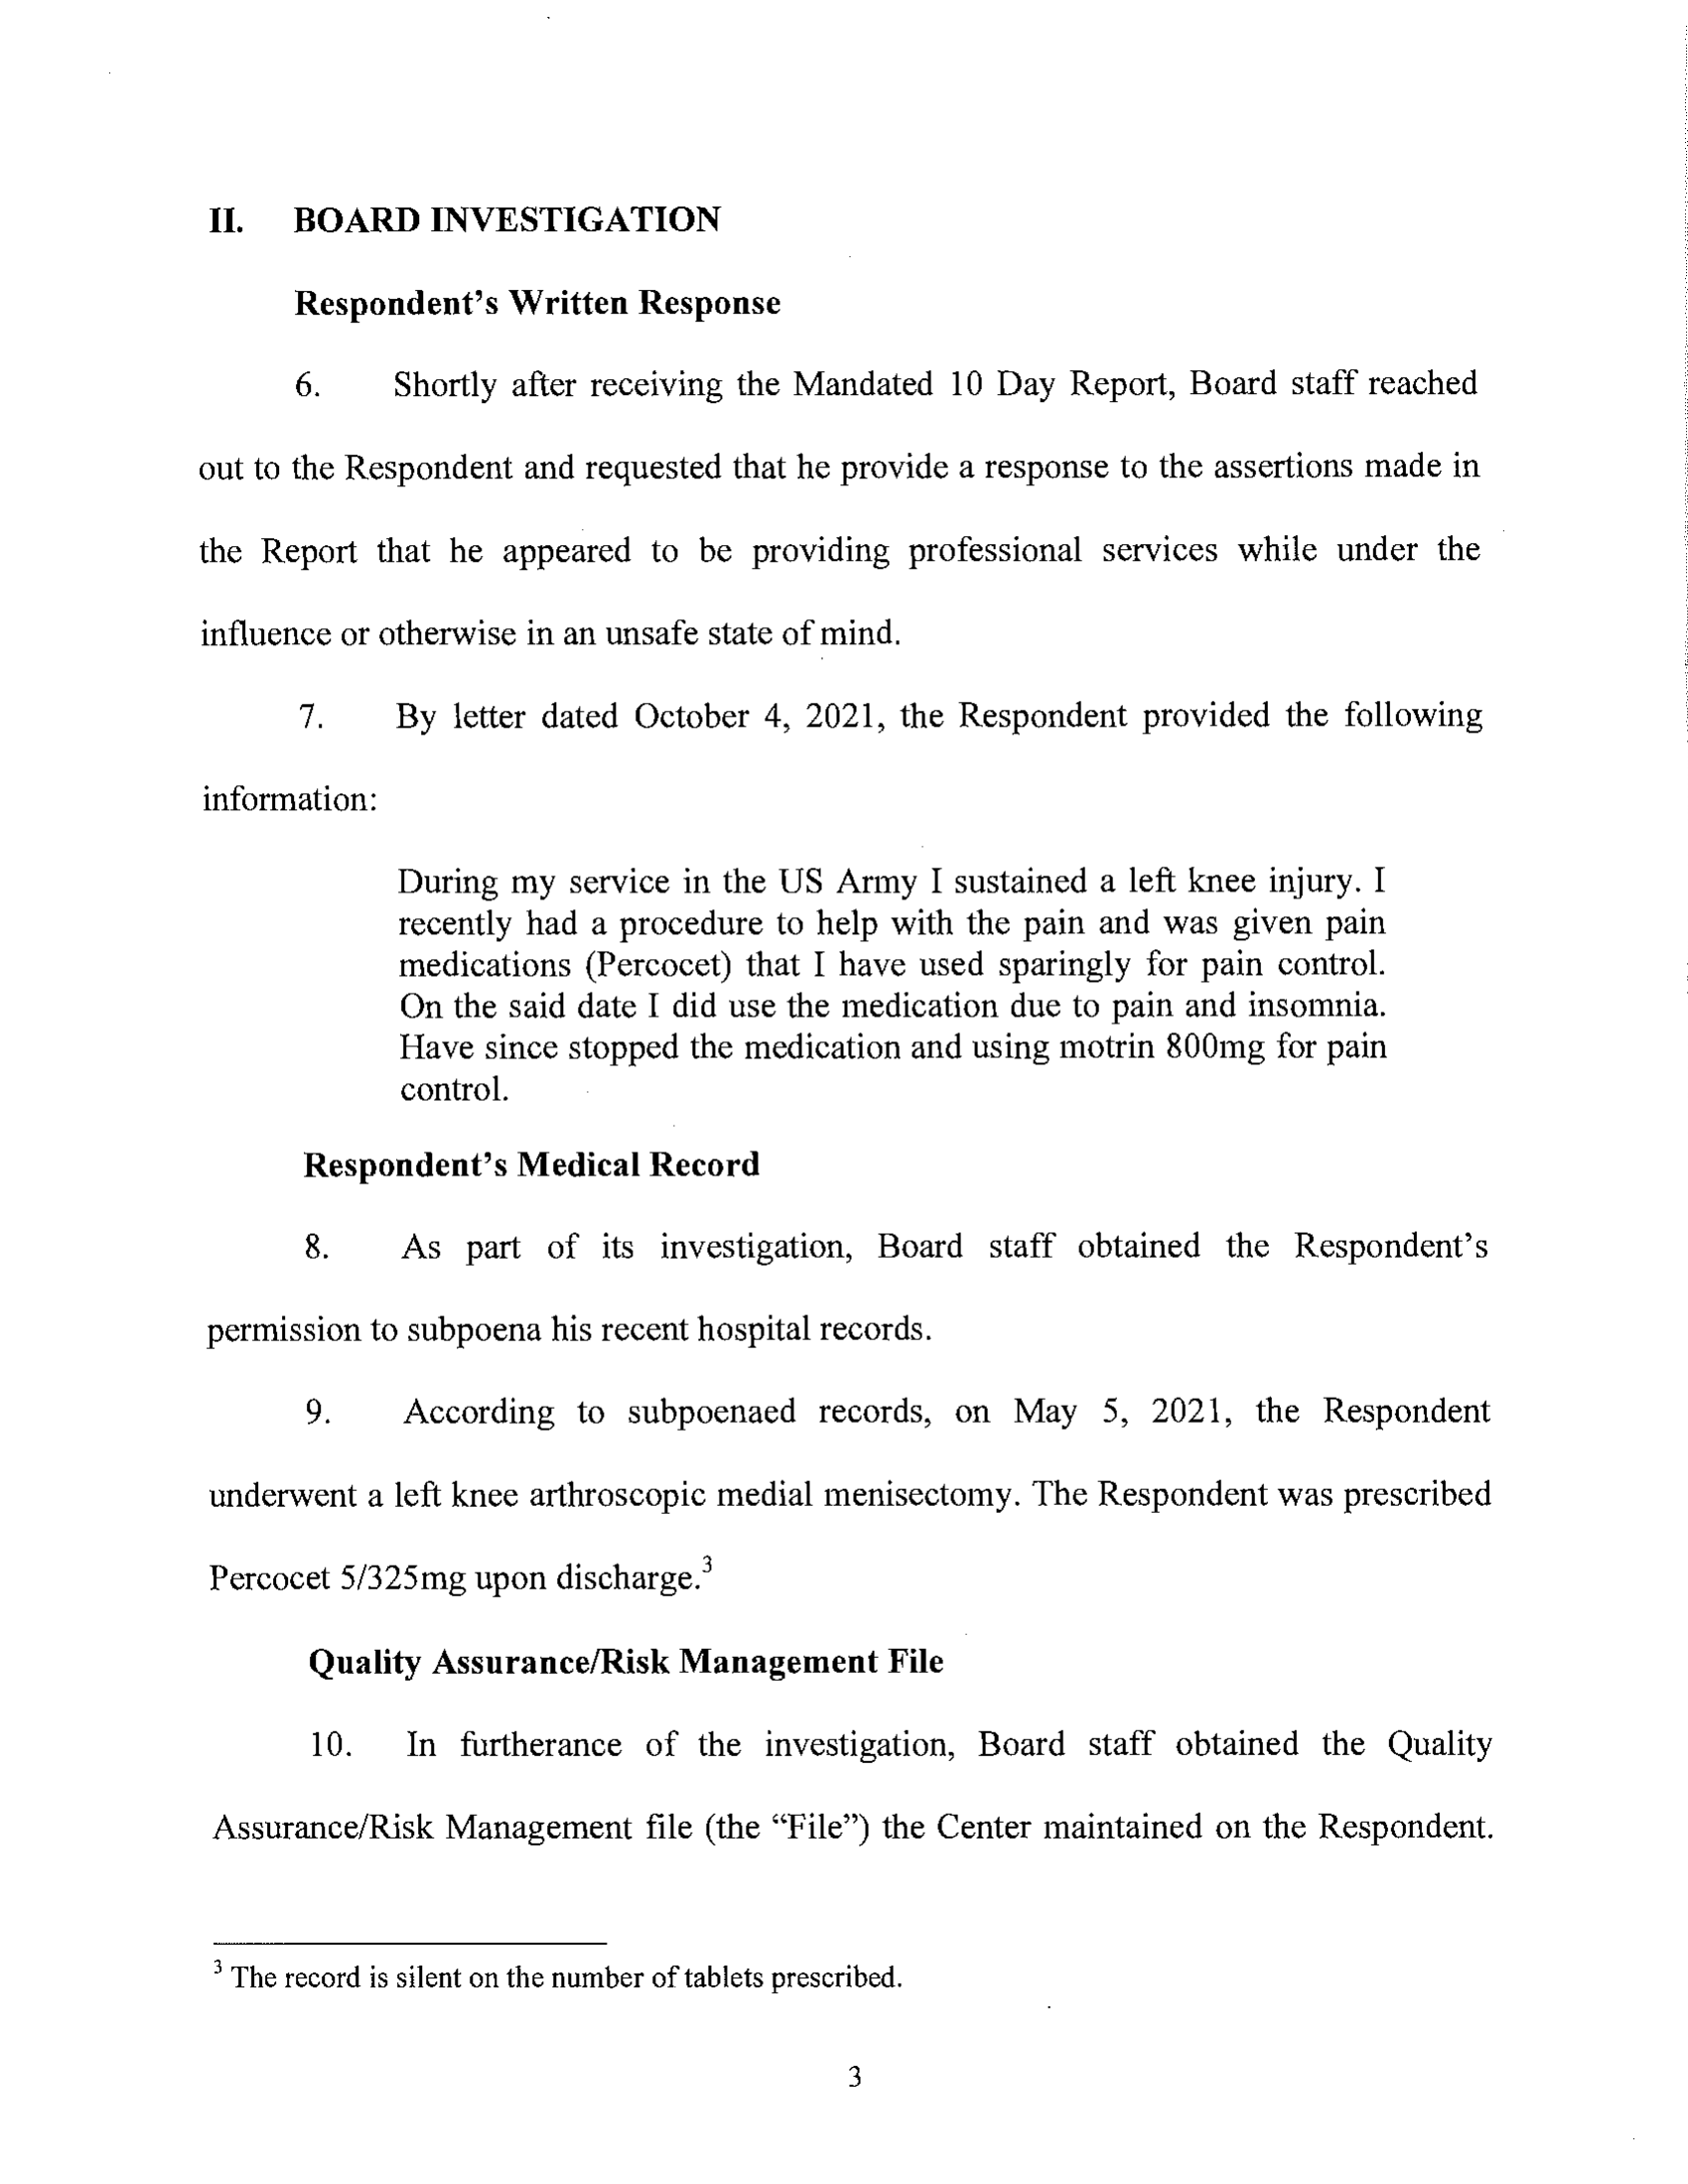 II. BOARD INVESTIGATION
Respondent's Written Response
6. Shortly after receiving the Mandated 10 Day Report, Board staff reached
out to the Respondent and requested that he provide a response to the assertions made in
the Report that he appeared to be providing professional services while under the
influence or otherwise in an unsafe state of mind.
7. By letter dated October 4, 2021, the Respondent provided the following
information:
During my service in the US Army I sustained a left knee injury. I
recently had a procedure to help with the pain and was given pain
medications (Percocet) that I have used sparingly for pain control.
On the said date I did use the medication due to pain and insomnia.
Have since stopped the medication and using motrin 800mg for pain
control.
Respondent's Medical Record
8. As part of its investigation, Board staff obtained the Respondent's
permission to subpoena his recent hospital records.
9. According to subpoenaed records, on May 5, 2021, the Respondent
underwent a left knee arthroscopic medial menisectomy. The Respondent was prescribed
Percocet 5/325mg upon discharge.3
Quality Assurance/Risk Management File
10. In furtherance of the investigation, Board staff obtained the Quality
Assurance/Risk Management file (the “File”) the Center maintained on the Respondent.
3 The record is silent on the number of tablets prescribed.
3